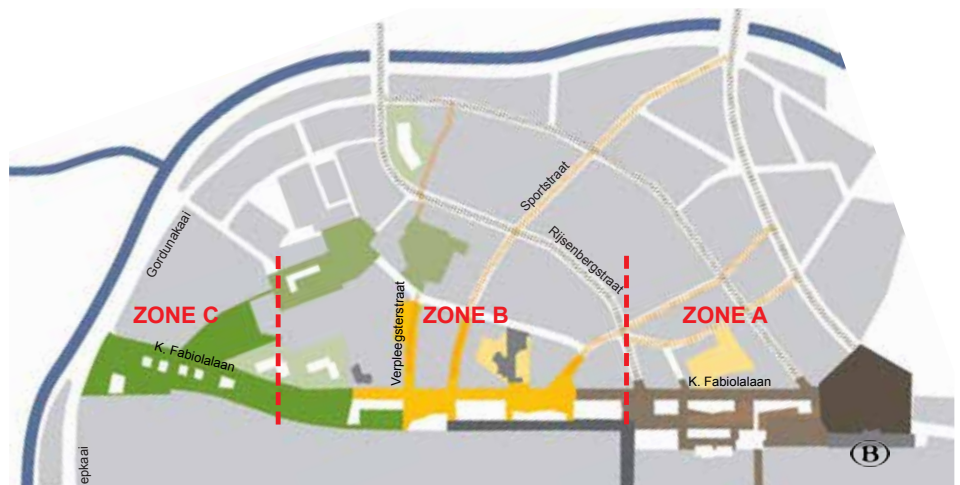 Sportstraat
Gordunakaai
Rijsenbergstraat
Verpleegsterstraat
ZONE C
ZONE B
ZONE A
K. Fabiolalaan
K. Fabiolalaan
B
epkaai